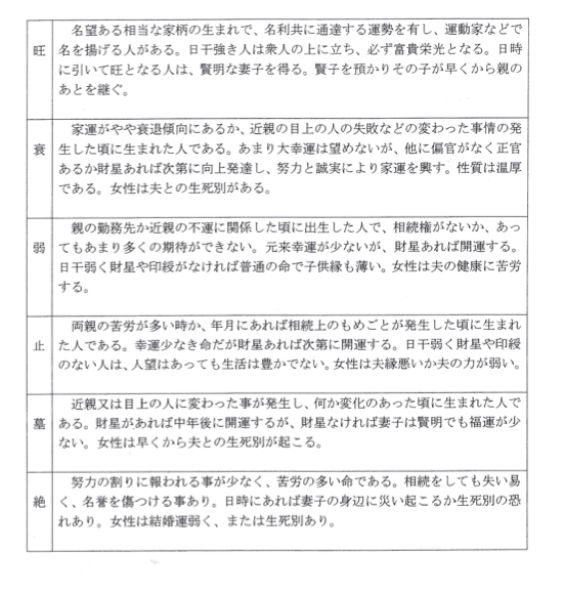 旺
名望ある相当な家柄の生まれで、名利共に通達する運勢を有し、運動家などで
名を揚げる人がある。日干強き人は衆人の上に立ち、必ず富貴栄光となる。日時
に引いて旺となる人は、賢明な妻子を得る。賢子を預かりその子が早くから親の
あとを継ぐ。
衰
家運がやや衰退傾向にあるか、近親の目上の人の失敗などの変わった事情の発
生した頃に生まれた人である。あまり大幸運は望めないが、他に偏官がなく正官
あるか財星あれば次第に向上発達し、努力と誠実により家運を興す。性質は温厚
である。女性は夫との生死別がある。
弱
親の勤務先か近親の不運に関係した頃に出生した人で、相続権がないか、あっ
てもあまり多くの期待ができない。元来幸運が少ないが、財星あれば開運する。
日干弱く財星や印綬がなければ普通の命で子供縁も薄い。女性は夫の健康に苦労
する。
止
両親の苦労が多い時か、年月にあれば相続上のもめごとが発生した頃に生まれ
た人である。幸運少なき命だが財星あれば次第に開運する。日干弱く財星や印綬
のない人は、人望はあっても生活は豊かでない。女性は夫縁悪いか夫の力が弱い。
墓
近親又は目上の人に変わった事が発生し、何か変化のあった頃に生まれた人で
ある。財星があれば中年後に開運するが、財星なければ妻子は賢明でも福運が少
ない。女性は早くから夫との生死別が起こる。
絶
努力の割りに報われる事が少なく、苦労の多い命である。相続をしても失い易
く、名誉を傷つける事あり。日時にあれば妻子の身辺に災い起こるか生死別の恐
れあり。女性は結婚運弱く、または生死別あり。